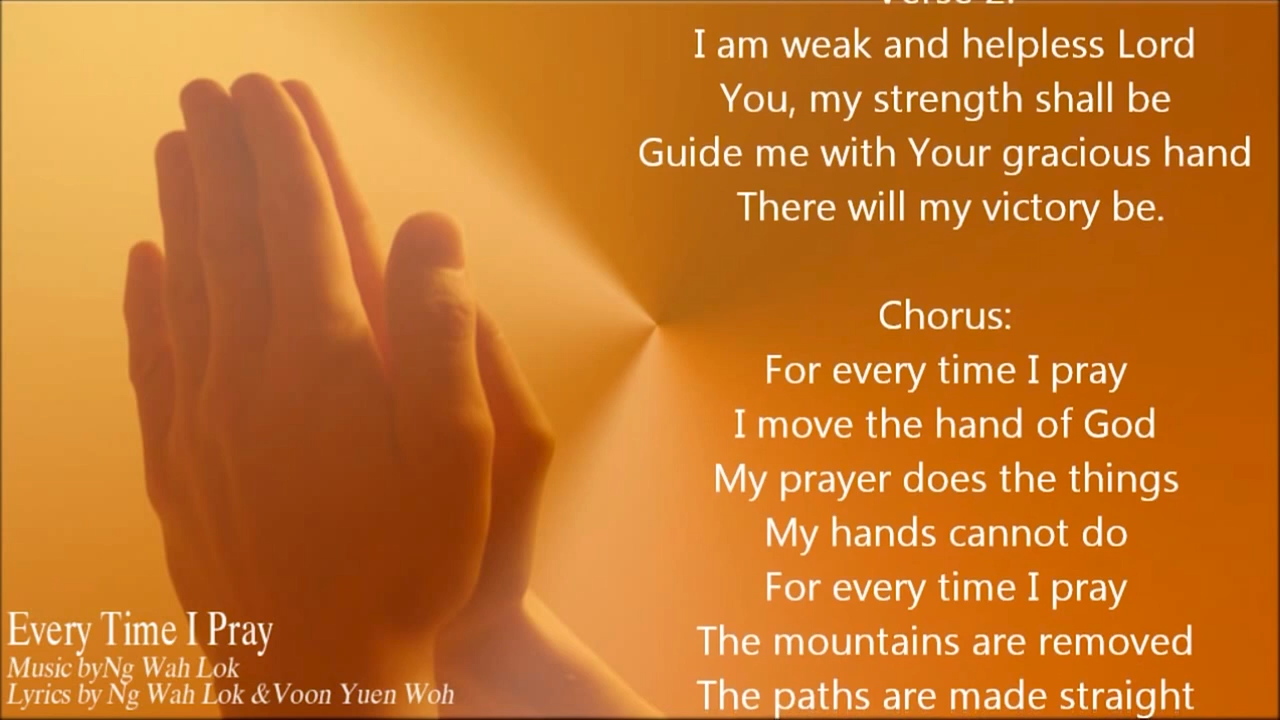 Verse 2:
I am weak and helpless Lord
You, my strength shall be
Guide me with Your gracious hand
There will my victory be.
Chorus:
For every time I pray
I move the hand of God
My prayer does the things
My hands cannot do
For every time I pray
The mountains are removed
The paths are made straight
Every Time I Pray
Music byNg Wah Lok
Lyrics by Ng Wah Lok &Voon Yuen Woh